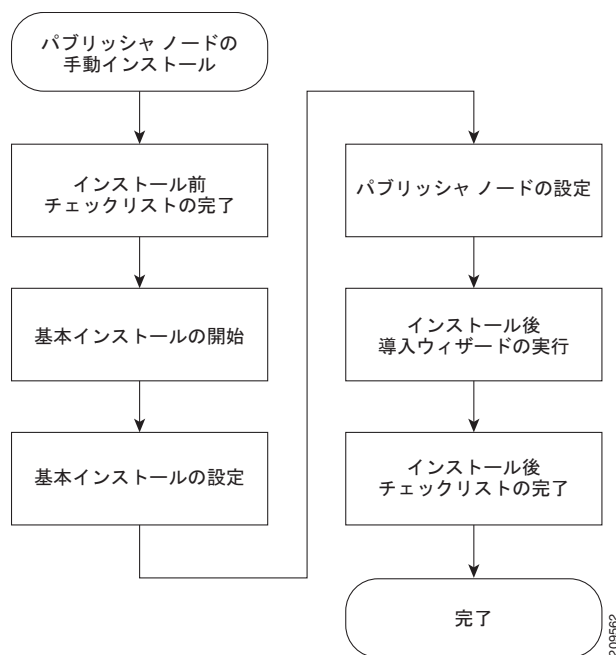 パブリッシャ ノードの
手動インストール
インストール前
チェックリストの完了
基本インストールの開始
基本インストールの設定
パブリッシャ ノードの設定
インストール後
導入ウィザードの実行
インストール後
チェックリストの完了
完了
209562